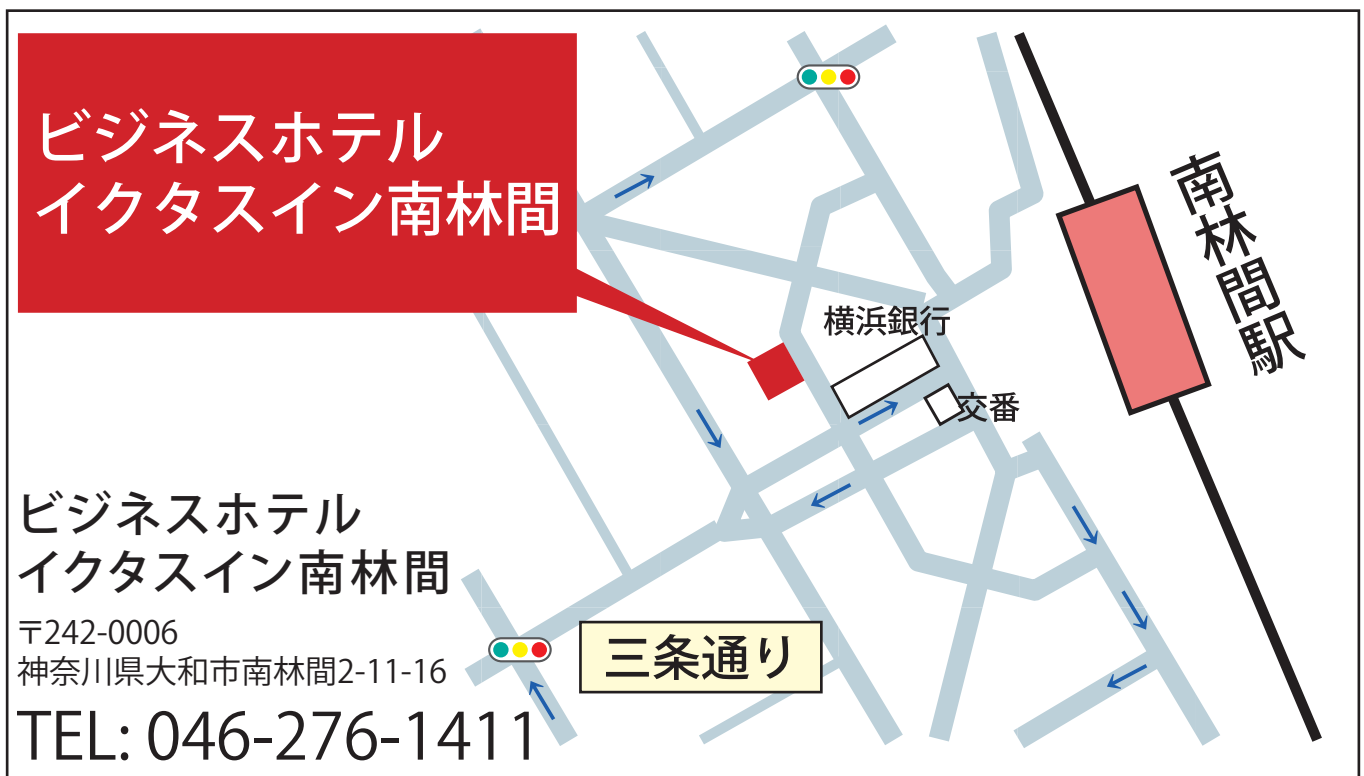 ビジネスホテル
イクタスイン南林間
南林間駅
横浜銀行
交番
ビジネスホテル
イクタスイン南林間
〒242-0006
神奈川県大和市南林間2-11-16
TEL: 046-276-1411
三条通り